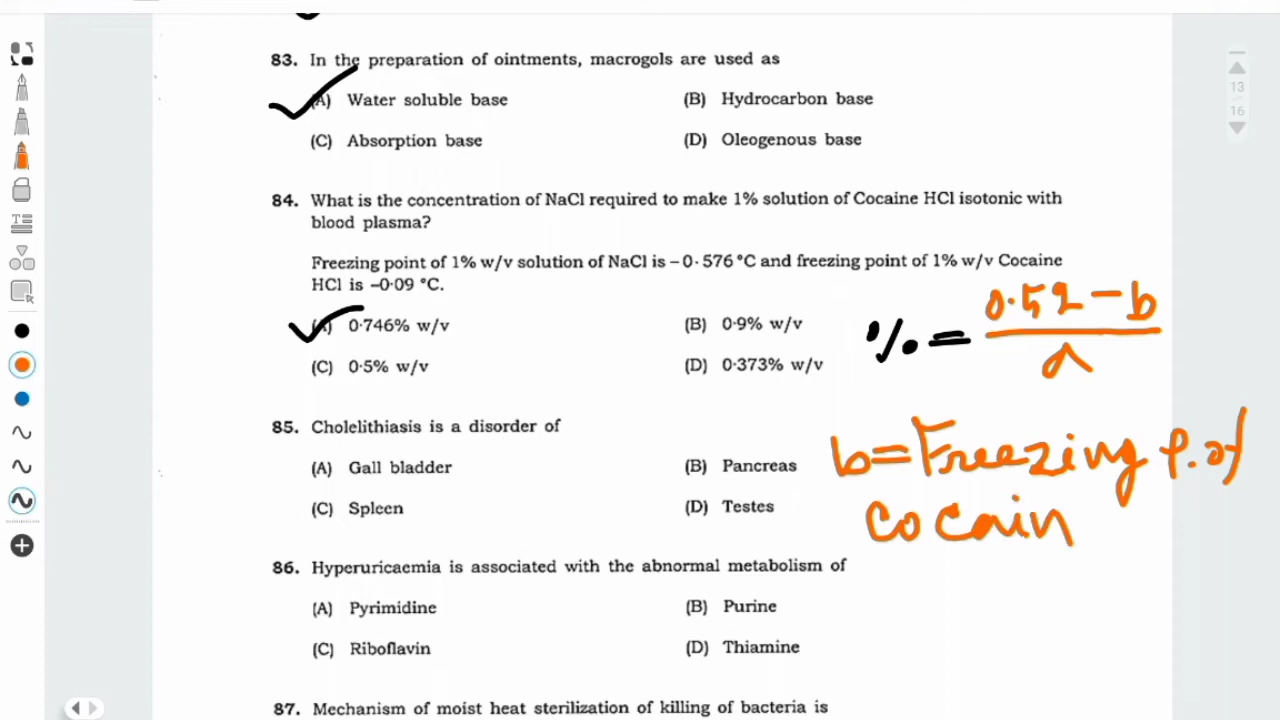 83. In the preparation of ointments, macrogols are used as
(A) Water soluble base (B) Hydrocarbon base
(C) Absorption base (D) Oleogenous base
84. What is the concentration of NaCl required to make 1% solution of Cocaine HCl isotonic with
blood plasma?
Freezing point of 1% w/v solution of NaCl is −0·576 °C and freezing point of 1% w/v Cocaine
HCl is −0·09 °C.
(A) 0·746% w/v (B) 0·9% w/v
(C) 0·5% w/v (D) 0·373% w/v
% = 0.52 − b
a
85. Cholelithiasis is a disorder of
(A) Gall bladder (B) Pancreas
(C) Spleen (D) Testes
b = Freezing p. of
cocain
86. Hyperuricaemia is associated with the abnormal metabolism of
(A) Pyrimidine (B) Purine
(C) Riboflavin (D) Thiamine
87. Mechanism of moist heat sterilization of killing of bacteria is
13
16